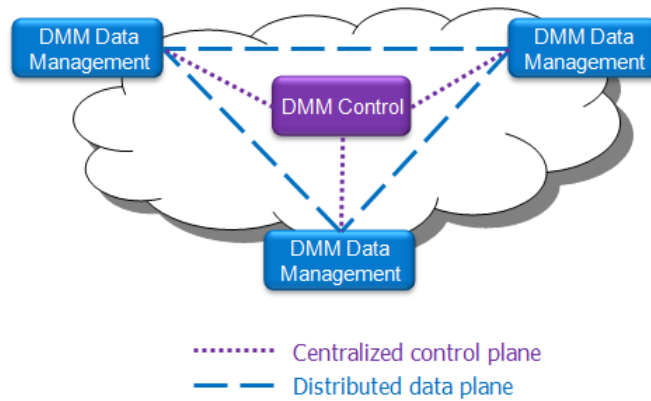 DMM Data
Management
DMM Data
Management
DMM Control
DMM Data
Management
Centralized control plane
Distributed data plane